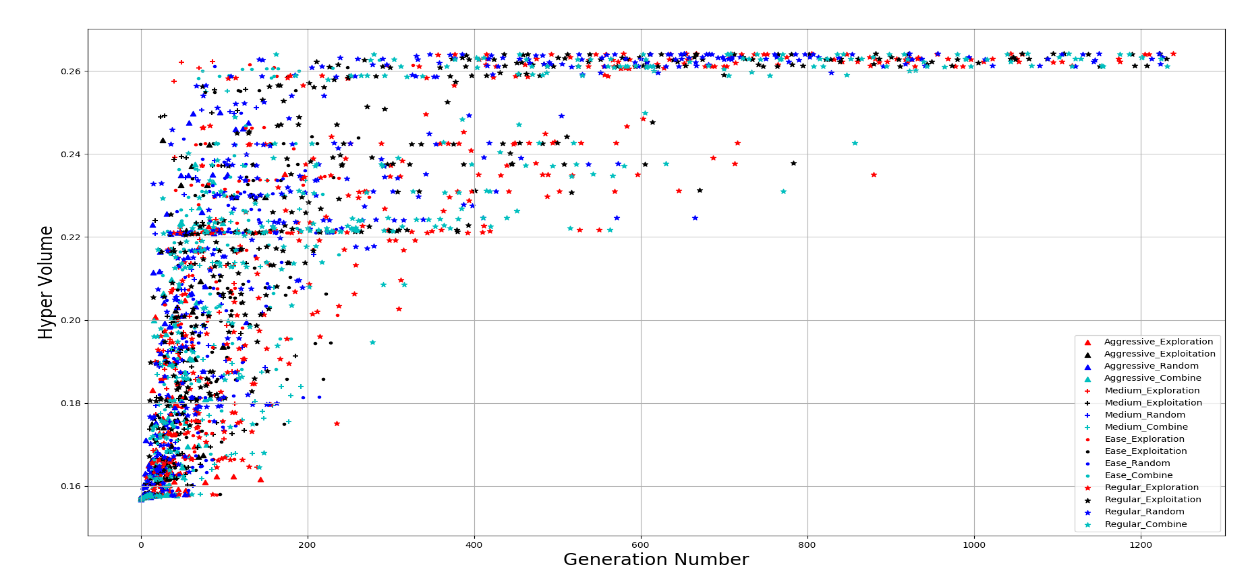 0.26
0.24
0.22
0.20
0.18
0.16
Hyper Volume
0
200
400
600
800
1000
1200
Generation Number
Aggressive_Exploration
Aggressive_Exploitation
Aggressive_Random
Aggressive_Combine
Medium_Exploration
Medium_Exploitation
Medium_Random
Medium_Combine
Ease_Exploration
Ease_Exploitation
Ease_Random
Ease_Combine
Regular_Exploration
Regular_Exploitation
Regular_Random
Regular_Combine